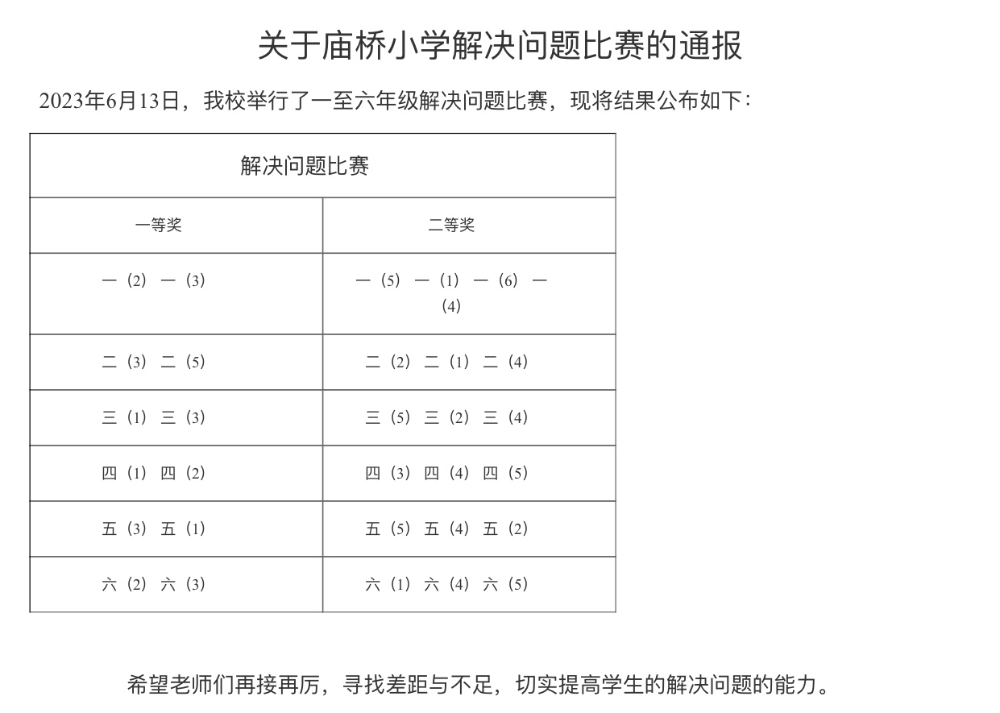 关于庙桥小学解决问题比赛的通报
2023年6月13日，我校举行了一至六年级解决问题比赛，现将结果公布如下：
解决问题比赛
一等奖 二等奖
一（2） 一（3） 一（5） 一（1） 一（6） 一
（4）
二（3） 二（5） 二（2） 二（1） 二（4）
三（1） 三（3） 三（5） 三（2） 三（4）
四（1） 四（2） 四（3） 四（4） 四（5）
五（3） 五（1） 五（5） 五（4） 五（2）
六（2） 六（3） 六（1） 六（4） 六（5）
希望老师们再接再厉，寻找差距与不足，切实提高学生的解决问题的能力。